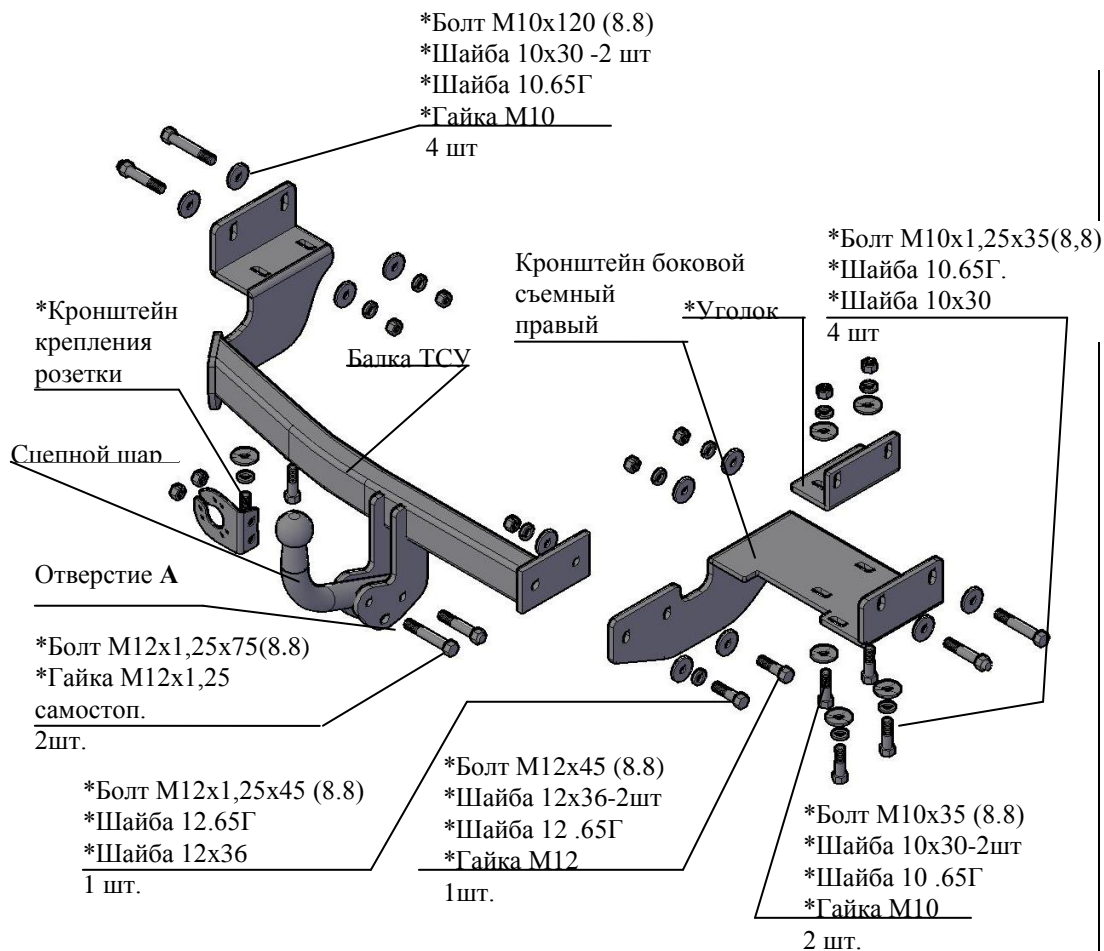 *Болт М10х120 (8.8)
*Шайба 10х30 -2 шт
*Шайба 10.65Г
*Гайка М10
4 шт
*Болт М10х1,25х35(8,8)
*Шайба 10.65Г.
*Шайба 10х30
4 шт
Кронштейн боковой
съемный
правый
*Уголок
*Кронштейн
крепления
розетки
Балка ТСУ
Сцепной шар
Отверстие А
*Болт М12х1,25х75(8.8)
*Гайка М12х1,25
самостоп.
2шт.
*Болт М12х1,25х45 (8.8)
*Шайба 12.65Г
*Шайба 12х36
1 шт.
*Болт М12х45 (8.8)
*Шайба 12х36-2шт
*Шайба 12 .65Г
*Гайка М12
1шт.
*Болт М10х35 (8.8)
*Шайба 10х30-2шт
*Шайба 10 .65Г
*Гайка М10
2 шт.